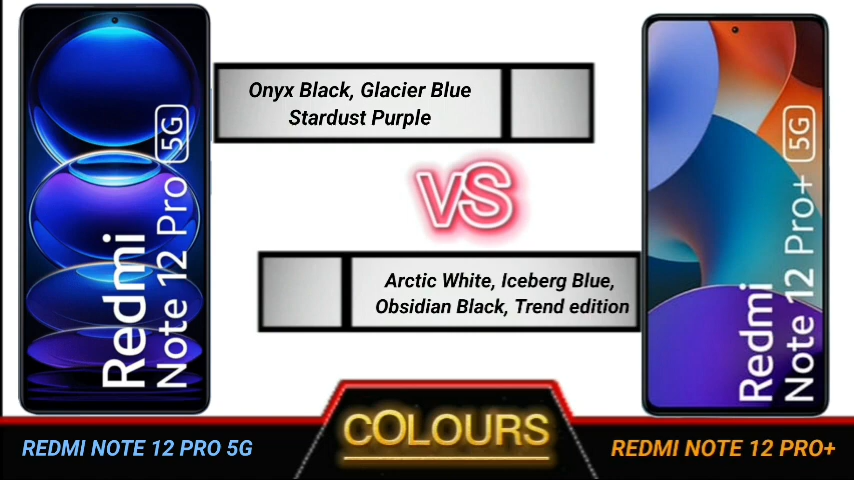 Redmi
Note 12 Pro 5G
Onyx Black, Glacier Blue
Stardust Purple
VS
Arctic White, Iceberg Blue,
Obsidian Black, Trend edition
Redmi
Note 12 Pro+ 5G
REDMI NOTE 12 PRO 5G
COLOURS
REDMI NOTE 12 PRO+